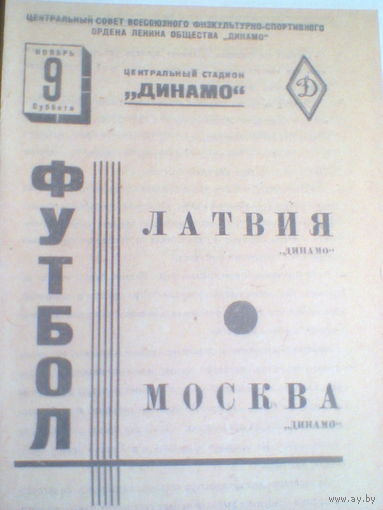 ЦЕНТРАЛЬНЫЙ СОВЕТ ВСЕСОЮЗНОГО ФИЗКУЛЬТУРНО-СПОРТИВНОГО
ОРДЕНА ЛЕНИНА ОБЩЕСТВА „ДИНАМО“
НОЯБРЬ
9
Суббота
ЦЕНТРАЛЬНЫЙ СТАДИОН
„ДИНАМО“
Д
ФУТБОЛ
ЛАТВИЯ
„ДИНАМО“
МОСКВА
„ДИНАМО“
www.ay.by